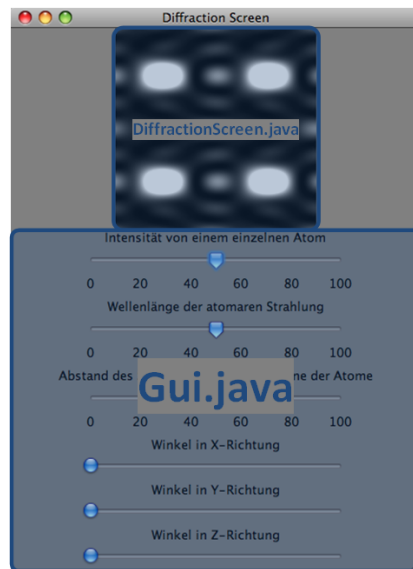 Diffraction Screen
DiffractionScreen.java
Intensität von einem einzelnen Atom
0 20 40 60 80 100
Wellenlänge der atomaren Strahlung
0 20 40 60 80 100
Abstand des ne der Atome
Gui.java
0 20 40 60 80 100
Winkel in X-Richtung
Winkel in Y-Richtung
Winkel in Z-Richtung